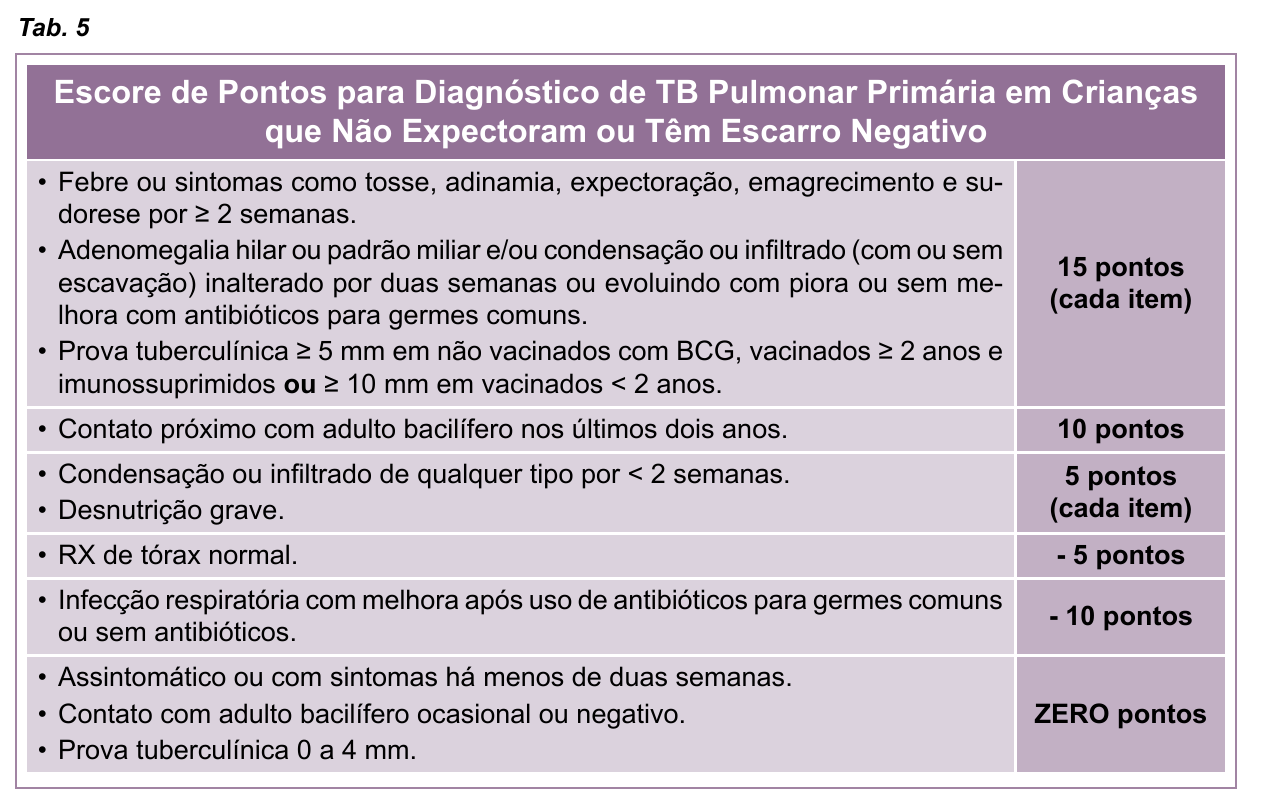 Tab. 5
Escore de Pontos para Diagnóstico de TB Pulmonar Primária em Crianças
que Não Expectoram ou Têm Escarro Negativo
• Febre ou sintomas como tosse, adinamia, expectoração, emagrecimento e su-
dorese por ≥ 2 semanas.
• Adenomegalia hilar ou padrão miliar e/ou condensação ou infiltrado (com ou sem
escavação) inalterado por duas semanas ou evoluindo com piora ou sem me-
lhora com antibióticos para germes comuns.
• Prova tuberculínica ≥ 5 mm em não vacinados com BCG, vacinados ≥ 2 anos e
imunossuprimidos ou ≥ 10 mm em vacinados < 2 anos.
15 pontos
(cada item)
• Contato próximo com adulto bacilífero nos últimos dois anos.
10 pontos
• Condensação ou infiltrado de qualquer tipo por < 2 semanas.
• Desnutrição grave.
5 pontos
(cada item)
• RX de tórax normal.
- 5 pontos
• Infecção respiratória com melhora após uso de antibióticos para germes comuns
ou sem antibióticos.
- 10 pontos
• Assintomático ou com sintomas há menos de duas semanas.
• Contato com adulto bacilífero ocasional ou negativo.
• Prova tuberculínica 0 a 4 mm.
ZERO pontos